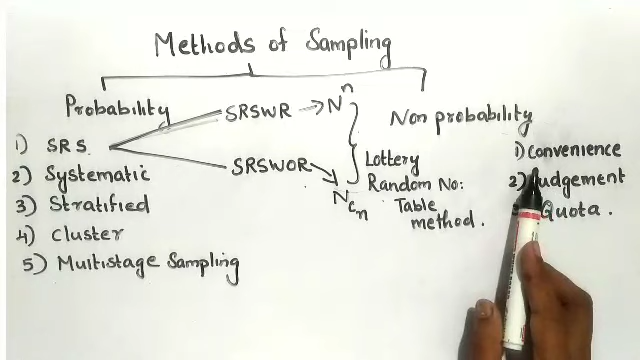 Methods of Sampling
Probability
1) SRS
2) Systematic
3) Stratified
4) Cluster
5) Multistage Sampling
SRSWR → Nⁿ
SRSWOR → N c n
Lottery
Random No:
Table
method.
Non probability
1) Convenience
2) Judgement
Quota.